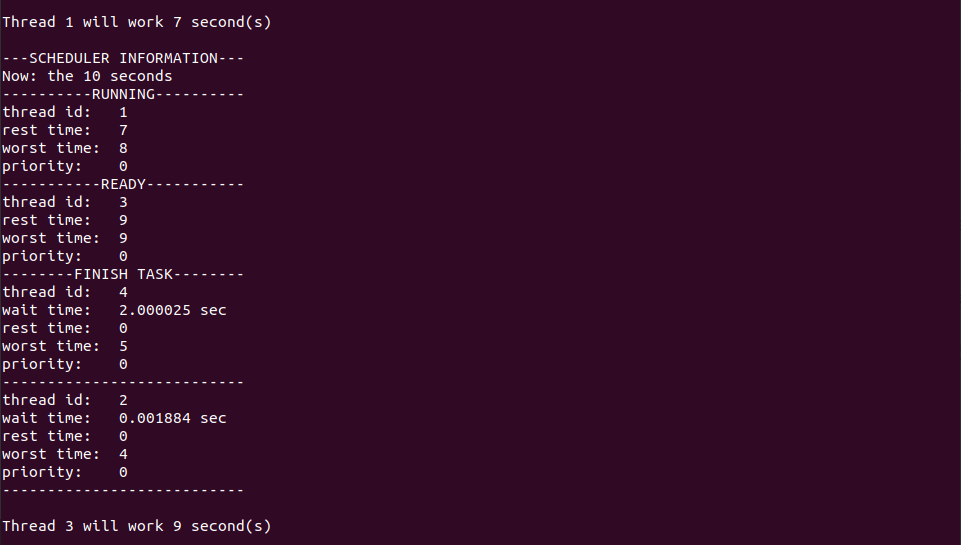 Thread 1 will work 7 second(s)
---SCHEDULER INFORMATION---
Now: the 10 seconds
----------RUNNING----------
thread id:   1
rest time:   7
worst time:  8
priority:    0
-----------READY-----------
thread id:   3
rest time:   9
worst time:  9
priority:    0
--------FINISH TASK--------
thread id:   4
wait time:   2.000025 sec
rest time:   0
worst time:  5
priority:    0
---------------------------
thread id:   2
wait time:   0.001884 sec
rest time:   0
worst time:  4
priority:    0
---------------------------
Thread 3 will work 9 second(s)